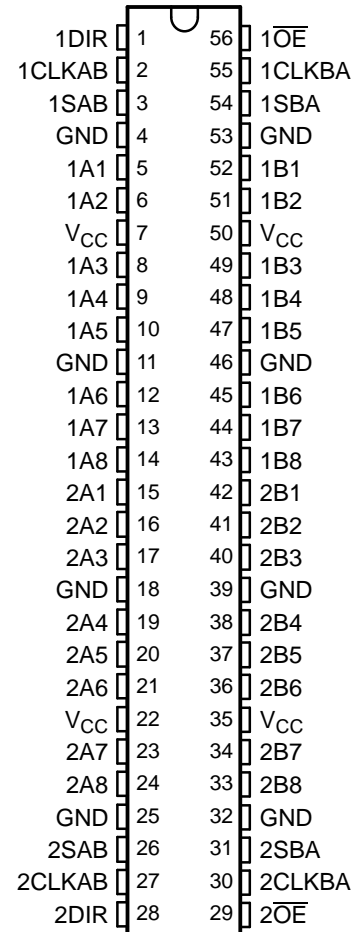 1DIR 1 56 1O̅E̅
1CLKAB 2 55 1CLKBA
1SAB 3 54 1SBA
GND 4 53 GND
1A1 5 52 1B1
1A2 6 51 1B2
VCC 7 50 VCC
1A3 8 49 1B3
1A4 9 48 1B4
1A5 10 47 1B5
GND 11 46 GND
1A6 12 45 1B6
1A7 13 44 1B7
1A8 14 43 1B8
2A1 15 42 2B1
2A2 16 41 2B2
2A3 17 40 2B3
GND 18 39 GND
2A4 19 38 2B4
2A5 20 37 2B5
2A6 21 36 2B6
VCC 22 35 VCC
2A7 23 34 2B7
2A8 24 33 2B8
GND 25 32 GND
2SAB 26 31 2SBA
2CLKAB 27 30 2CLKBA
2DIR 28 29 2O̅E̅